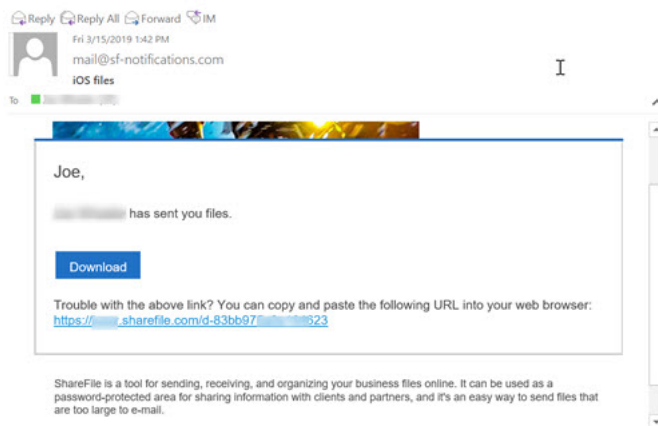 Reply Reply All Forward IM
Fri 3/15/2019 1:42 PM
mail@sf-notifications.com
iOS files
To
Joe,
has sent you files.
Download
Trouble with the above link? You can copy and paste the following URL into your web browser:
https:// .sharefile.com/d-83bb97 623
ShareFile is a tool for sending, receiving, and organizing your business files online. It can be used as a
password-protected area for sharing information with clients and partners, and it's an easy way to send files that
are too large to e-mail.